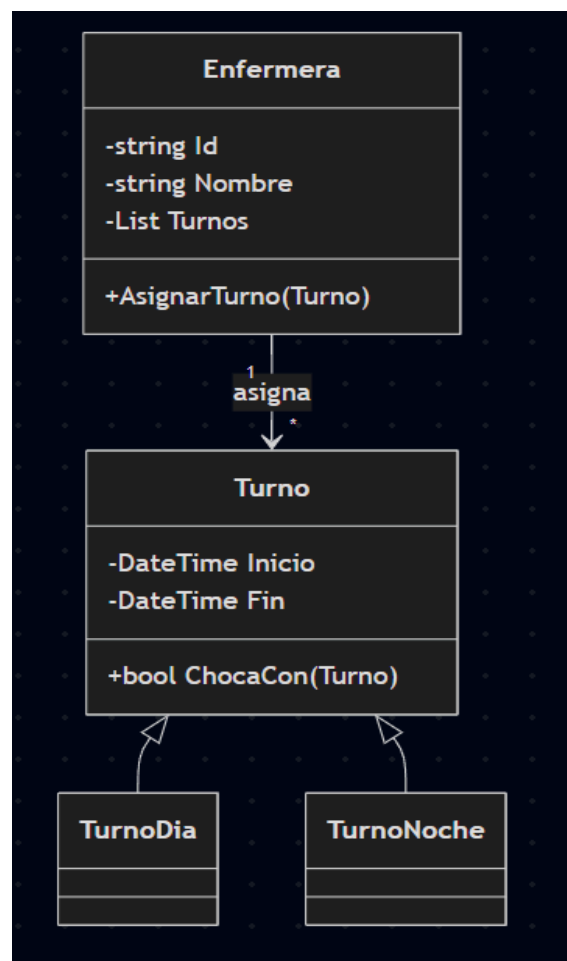 Enfermera
-string Id
-string Nombre
-List Turnos
+AsignarTurno(Turno)
1
asigna
*
Turno
-DateTime Inicio
-DateTime Fin
+bool ChocaCon(Turno)
TurnoDia
TurnoNoche